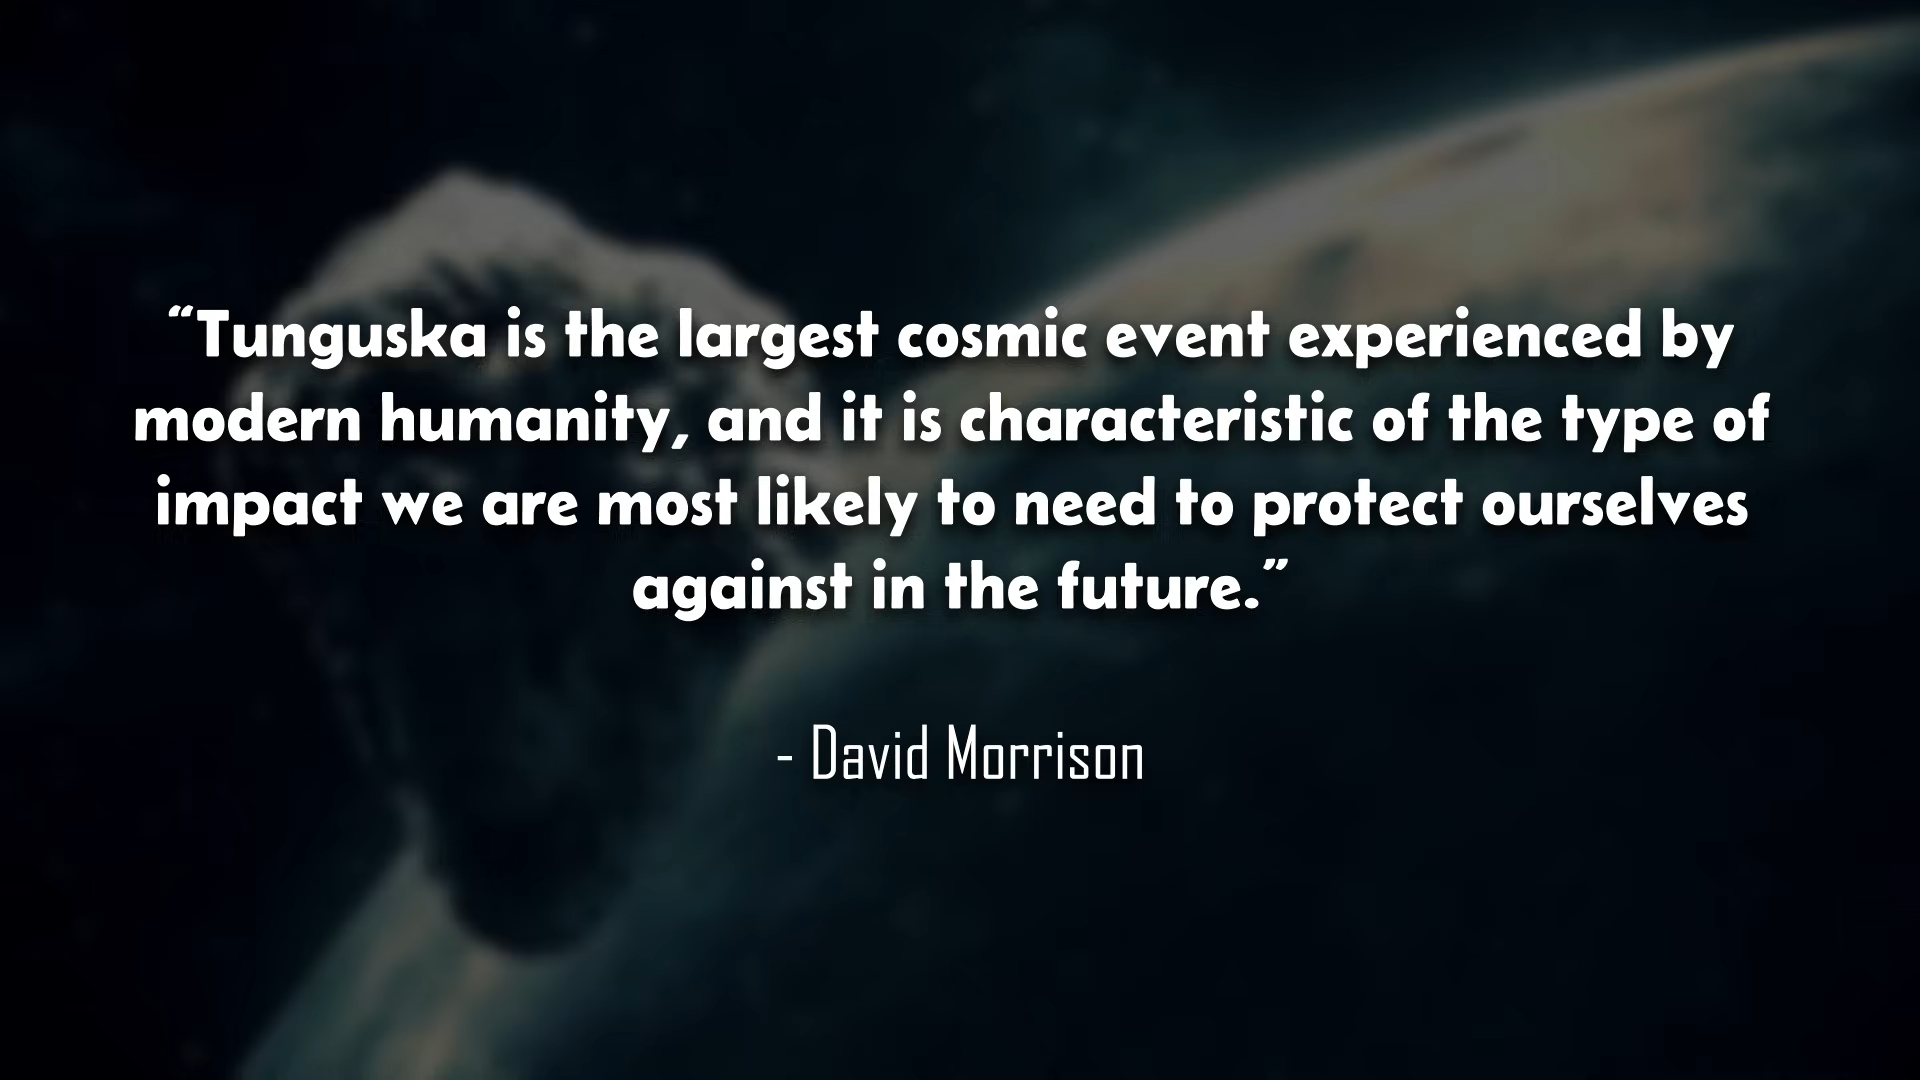 “Tunguska is the largest cosmic event experienced by
modern humanity, and it is characteristic of the type of
impact we are most likely to need to protect ourselves
against in the future.”
- David Morrison